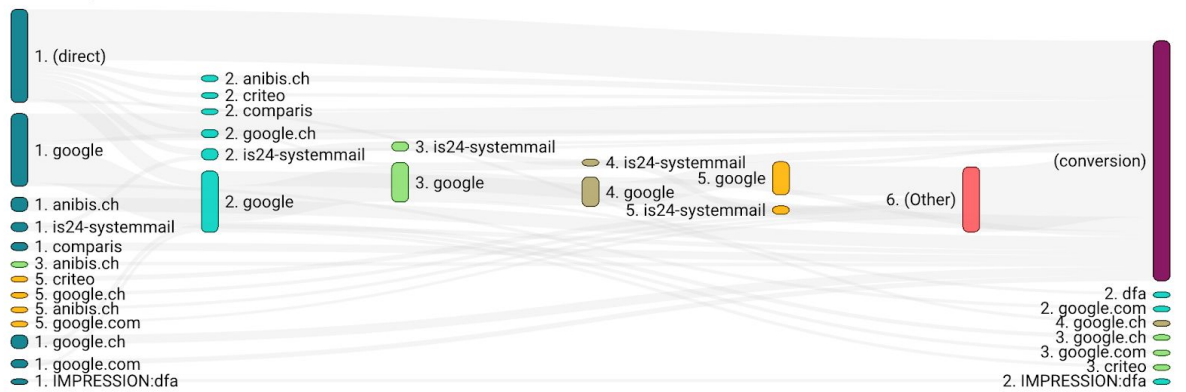 1. (direct)
1. google
1. anibis.ch
1. is24-systemmail
1. comparis
3. anibis.ch
5. criteo
5. google.ch
5. anibis.ch
5. google.com
1. google.ch
1. google.com
1. IMPRESSION:dfa
2. anibis.ch
2. criteo
2. comparis
2. google.ch
2. is24-systemmail
2. google
3. is24-systemmail
3. google
4. is24-systemmail
4. google
5. google
5. is24-systemmail
6. (Other)
(conversion)
2. dfa
2. google.com
4. google.ch
3. google.ch
3. google.com
3. criteo
2. IMPRESSION:dfa